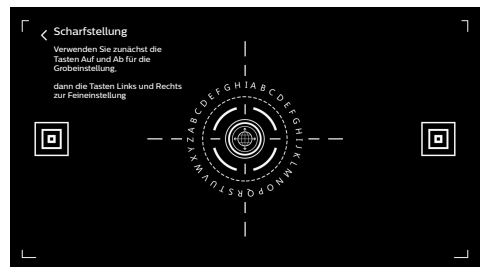 Scharfstellung
Verwenden Sie zunächst die
Tasten Auf und Ab für die
Grobeinstellung,
dann die Tasten Links und Rechts
zur Feineinstellung
ABCDEFGHIABCDEFGHIJKLMNOPQRSTUVWXYZ